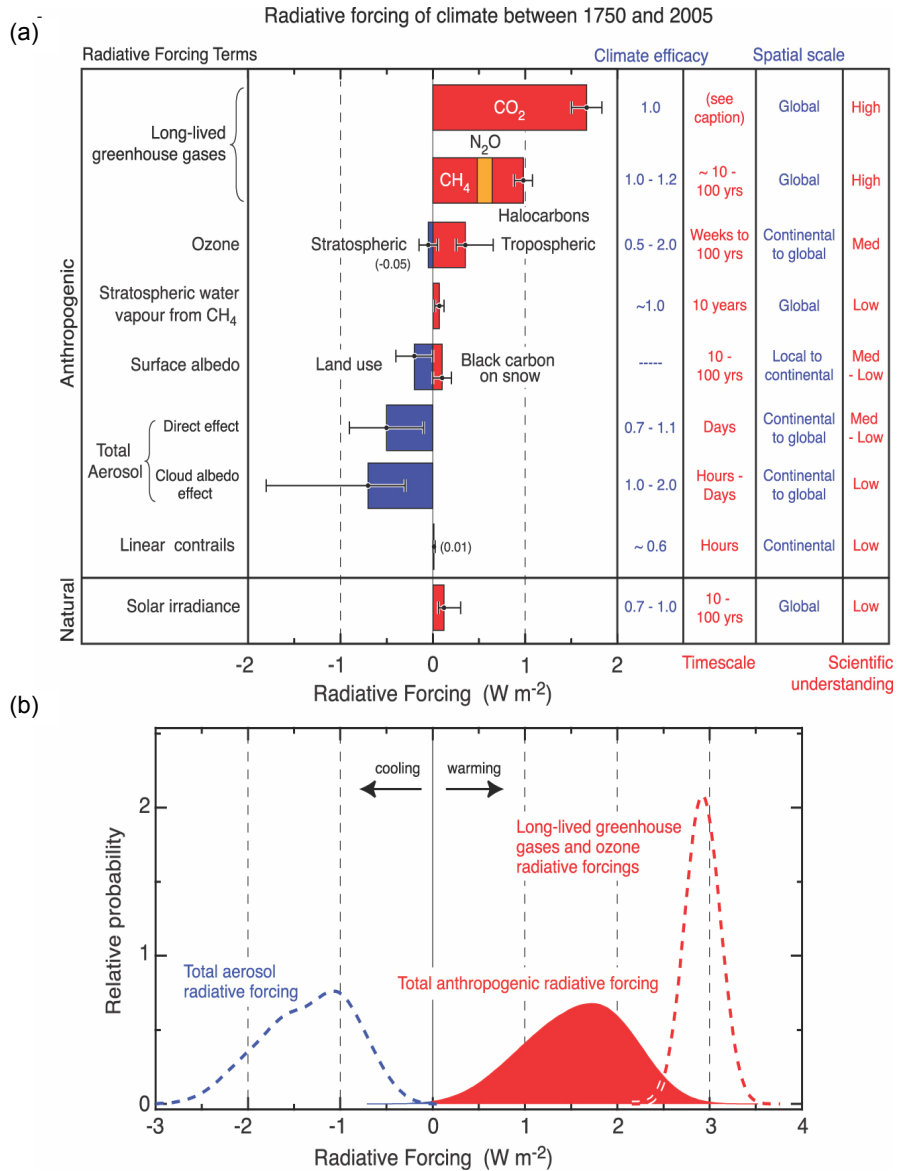 Radiative forcing of climate between 1750 and 2005
(a)
Radiative Forcing Terms
Climate efficacy
Spatial scale
Anthropogenic
Long-lived
greenhouse gases
CO2
1.0
(see
caption)
Global
High
N2O
CH4
Halocarbons
1.0 - 1.2
~ 10 -
100 yrs
Global
High
Ozone
Stratospheric
(-0.05)
Tropospheric
0.5 - 2.0
Weeks to
100 yrs
Continental
to global
Med
Stratospheric water
vapour from CH4
~1.0
10 years
Global
Low
Surface albedo
Land use
Black carbon
on snow
-----
10 -
100 yrs
Local to
continental
Med
- Low
Total
Aerosol
Direct effect
0.7 - 1.1
Days
Continental
to global
Med
- Low
Cloud albedo
effect
1.0 - 2.0
Hours -
Days
Continental
to global
Low
Linear contrails
(0.01)
~ 0.6
Hours
Continental
Low
Natural
Solar irradiance
0.7 - 1.0
10 -
100 yrs
Global
Low
-2 -1 0 1 2
Timescale
Scientific
understanding
Radiative Forcing (W m-2)
(b)
Relative probability
2
1
0
cooling
warming
Long-lived greenhouse
gases and ozone
radiative forcings
Total aerosol
radiative forcing
Total anthropogenic radiative forcing
-3 -2 -1 0 1 2 3 4
Radiative Forcing (W m-2)